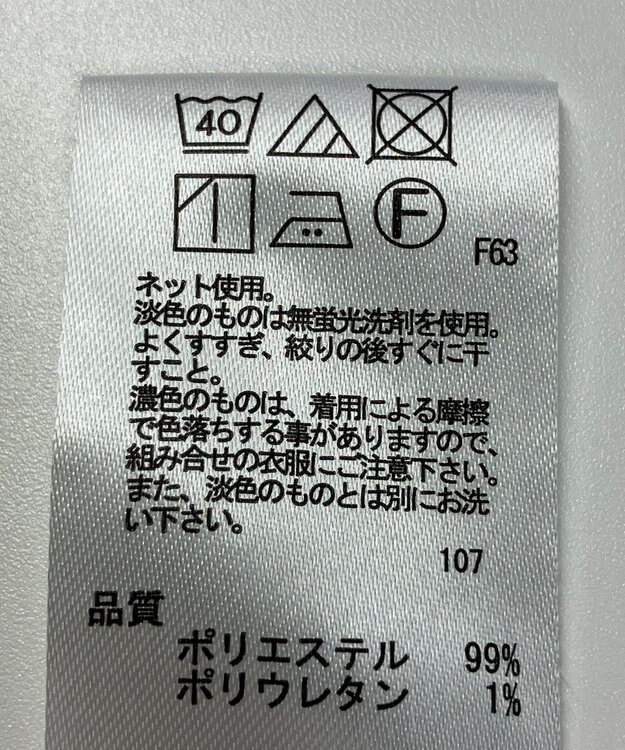 40
F
F63
ネット使用。
淡色のものは無蛍光洗剤を使用。
よくすすぎ、絞りの後すぐに干
すこと。
濃色のものは、着用による摩擦
で色落ちする事がありますので、
組み合せの衣服にご注意下さい。
また、淡色のものとは別にお洗
い下さい。
107
品質
ポリエステル 99%
ポリウレタン 1%